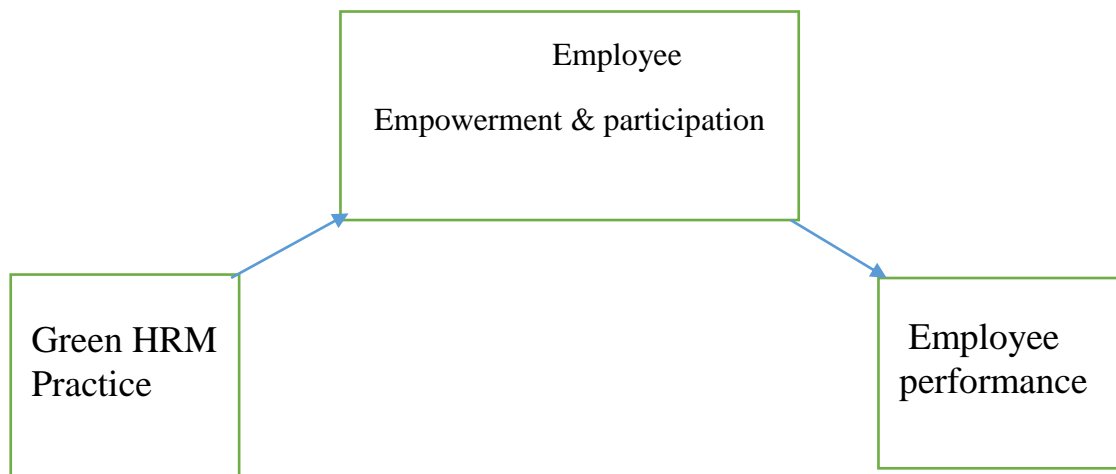 Employee
Empowerment & participation
Green HRM
Practice
Employee
performance